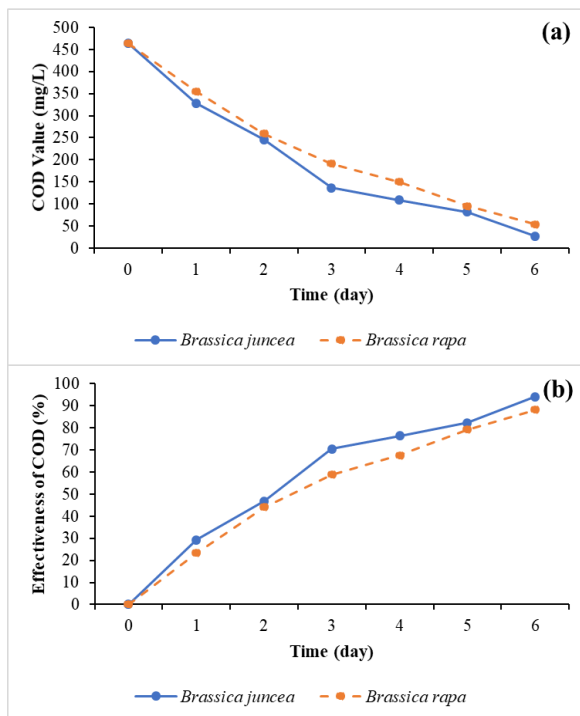 (a)
COD Value (mg/L)
500
450
400
350
300
250
200
150
100
50
0
0 1 2 3 4 5 6
Time (day)
Brassica juncea Brassica rapa
(b)
Effectiveness of COD (%)
100
90
80
70
60
50
40
30
20
10
0
0 1 2 3 4 5 6
Time (day)
Brassica juncea Brassica rapa